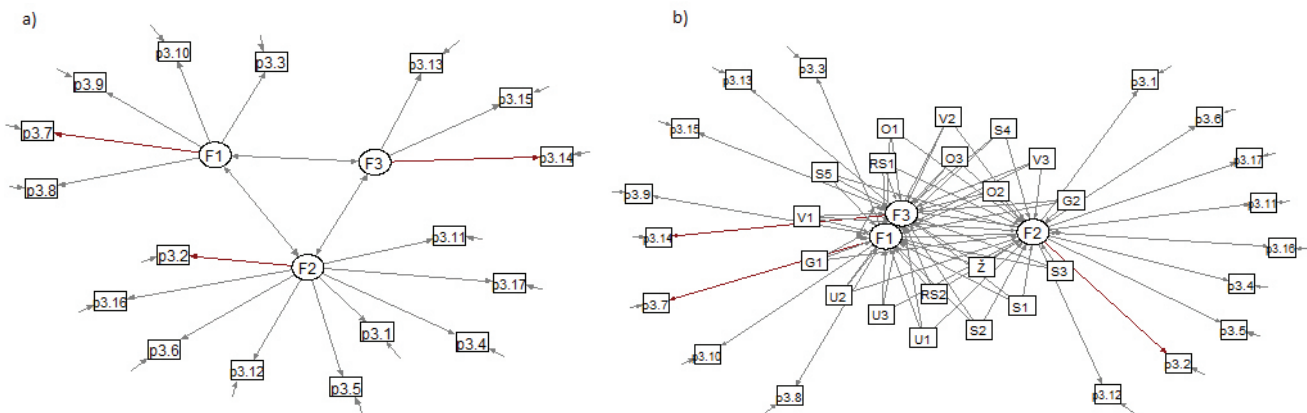 a)
p3.10
p3.3
p3.13
p3.9
p3.15
p3.7
F1
F3
p3.14
p3.8
p3.11
p3.2
F2
p3.17
p3.16
p3.1
p3.6
p3.4
p3.12
p3.5
b)
p3.3
p3.13
p3.1
O1
V2
S4
p3.6
p3.15
RS1
O3
V3
p3.17
S5
O2
p3.9
G2
p3.11
V1
F3
p3.14
F1
F2
p3.16
G1
Ž
S3
p3.4
U2
RS2
p3.7
S1
U3
S2
p3.5
U1
p3.10
p3.2
p3.8
p3.12